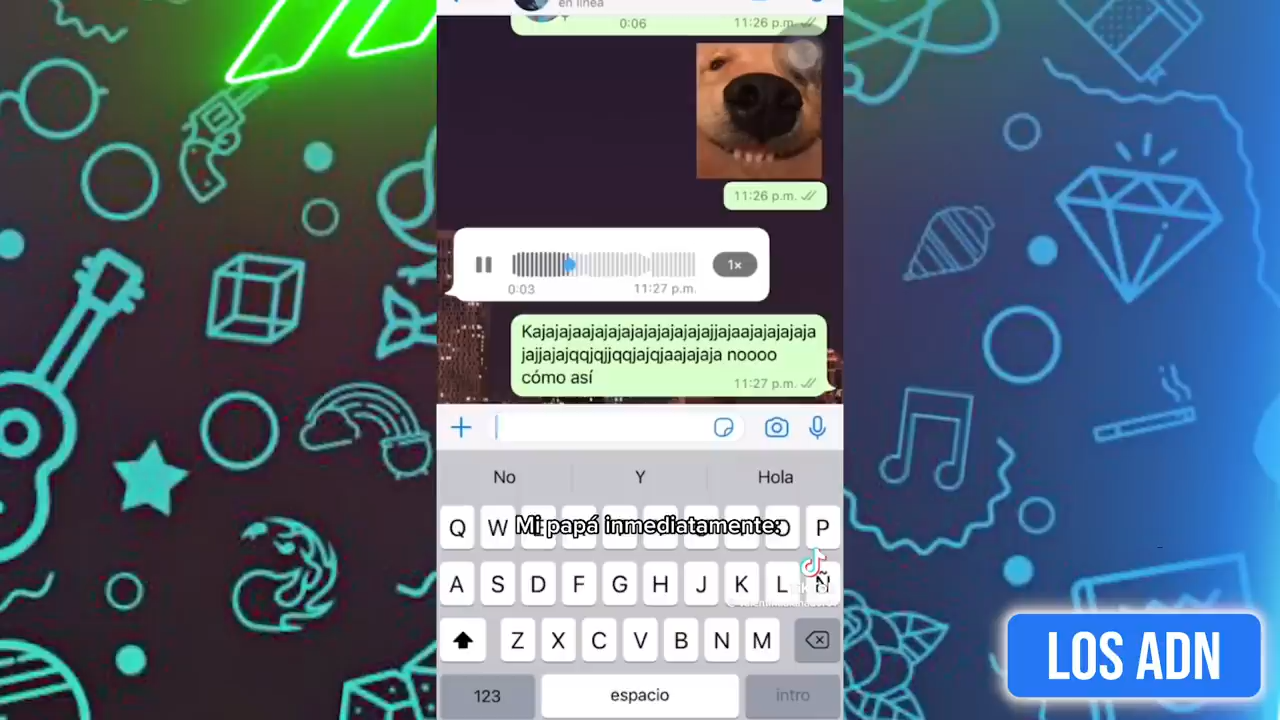 en línea
0:06 11:26 p.m.
11:26 p.m.
1×
0:03 11:27 p.m.
Kajajajaajajajajajajajajajajjajaajajajajaja
jajjajajqqjqjjqqjajqjaajajaja noooo
cómo así
11:27 p.m.
No Y Hola
Mi papá inmediatamente:
Q W O P
A S D F G H J K L Ñ
Z X C V B N M
123 espacio intro
LOS ADN